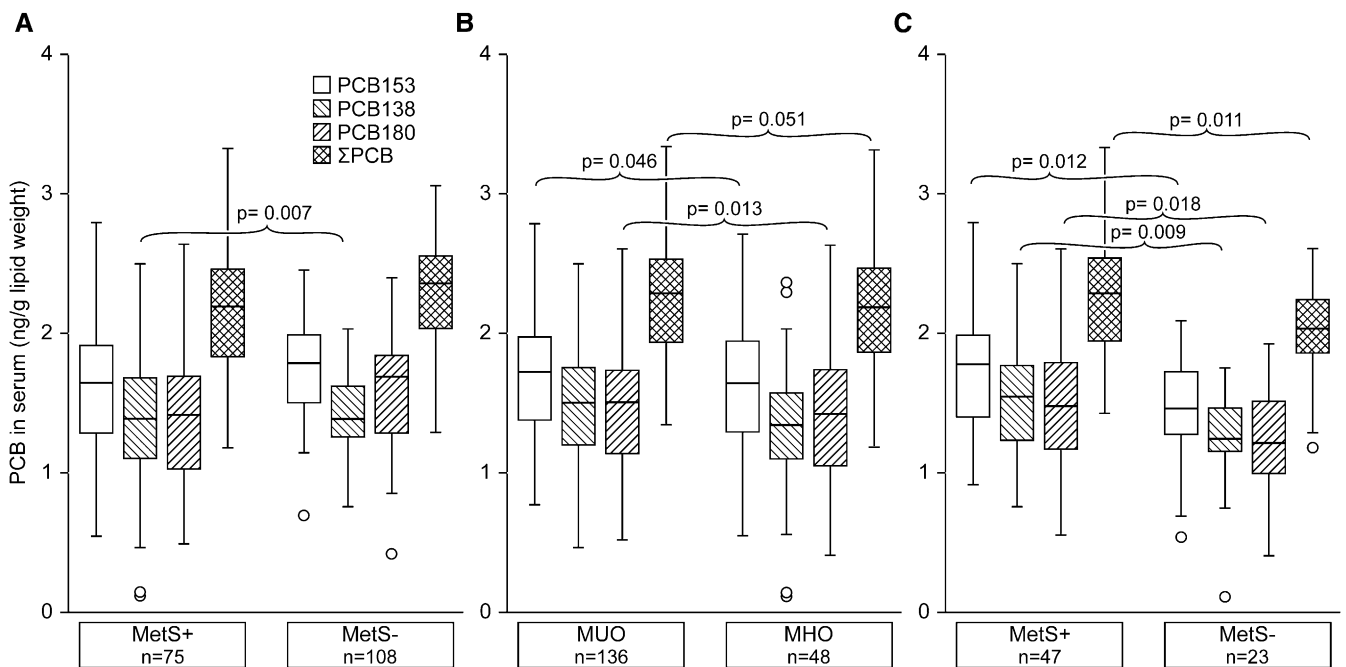 A
B
C
PCB in serum (ng/g lipid weight)
4
3
2
1
0
PCB153
PCB138
PCB180
ΣPCB
p= 0.007
MetS+
n=75
MetS-
n=108
4
3
2
1
0
p= 0.051
p= 0.046
p= 0.013
MUO
n=136
MHO
n=48
4
3
2
1
0
p= 0.011
p= 0.012
p= 0.018
p= 0.009
MetS+
n=47
MetS-
n=23